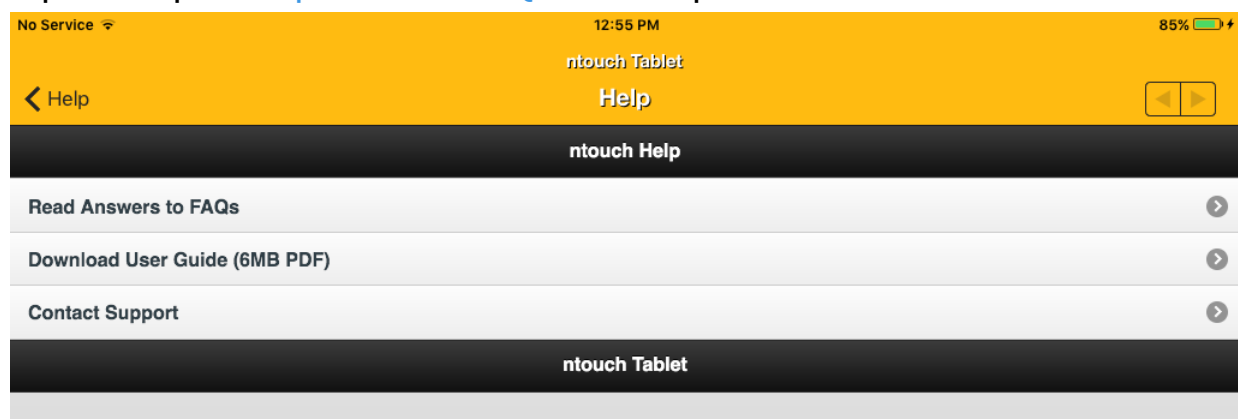 No Service 12:55 PM 85%
ntouch Tablet
Help Help
ntouch Help
Read Answers to FAQs
Download User Guide (6MB PDF)
Contact Support
ntouch Tablet